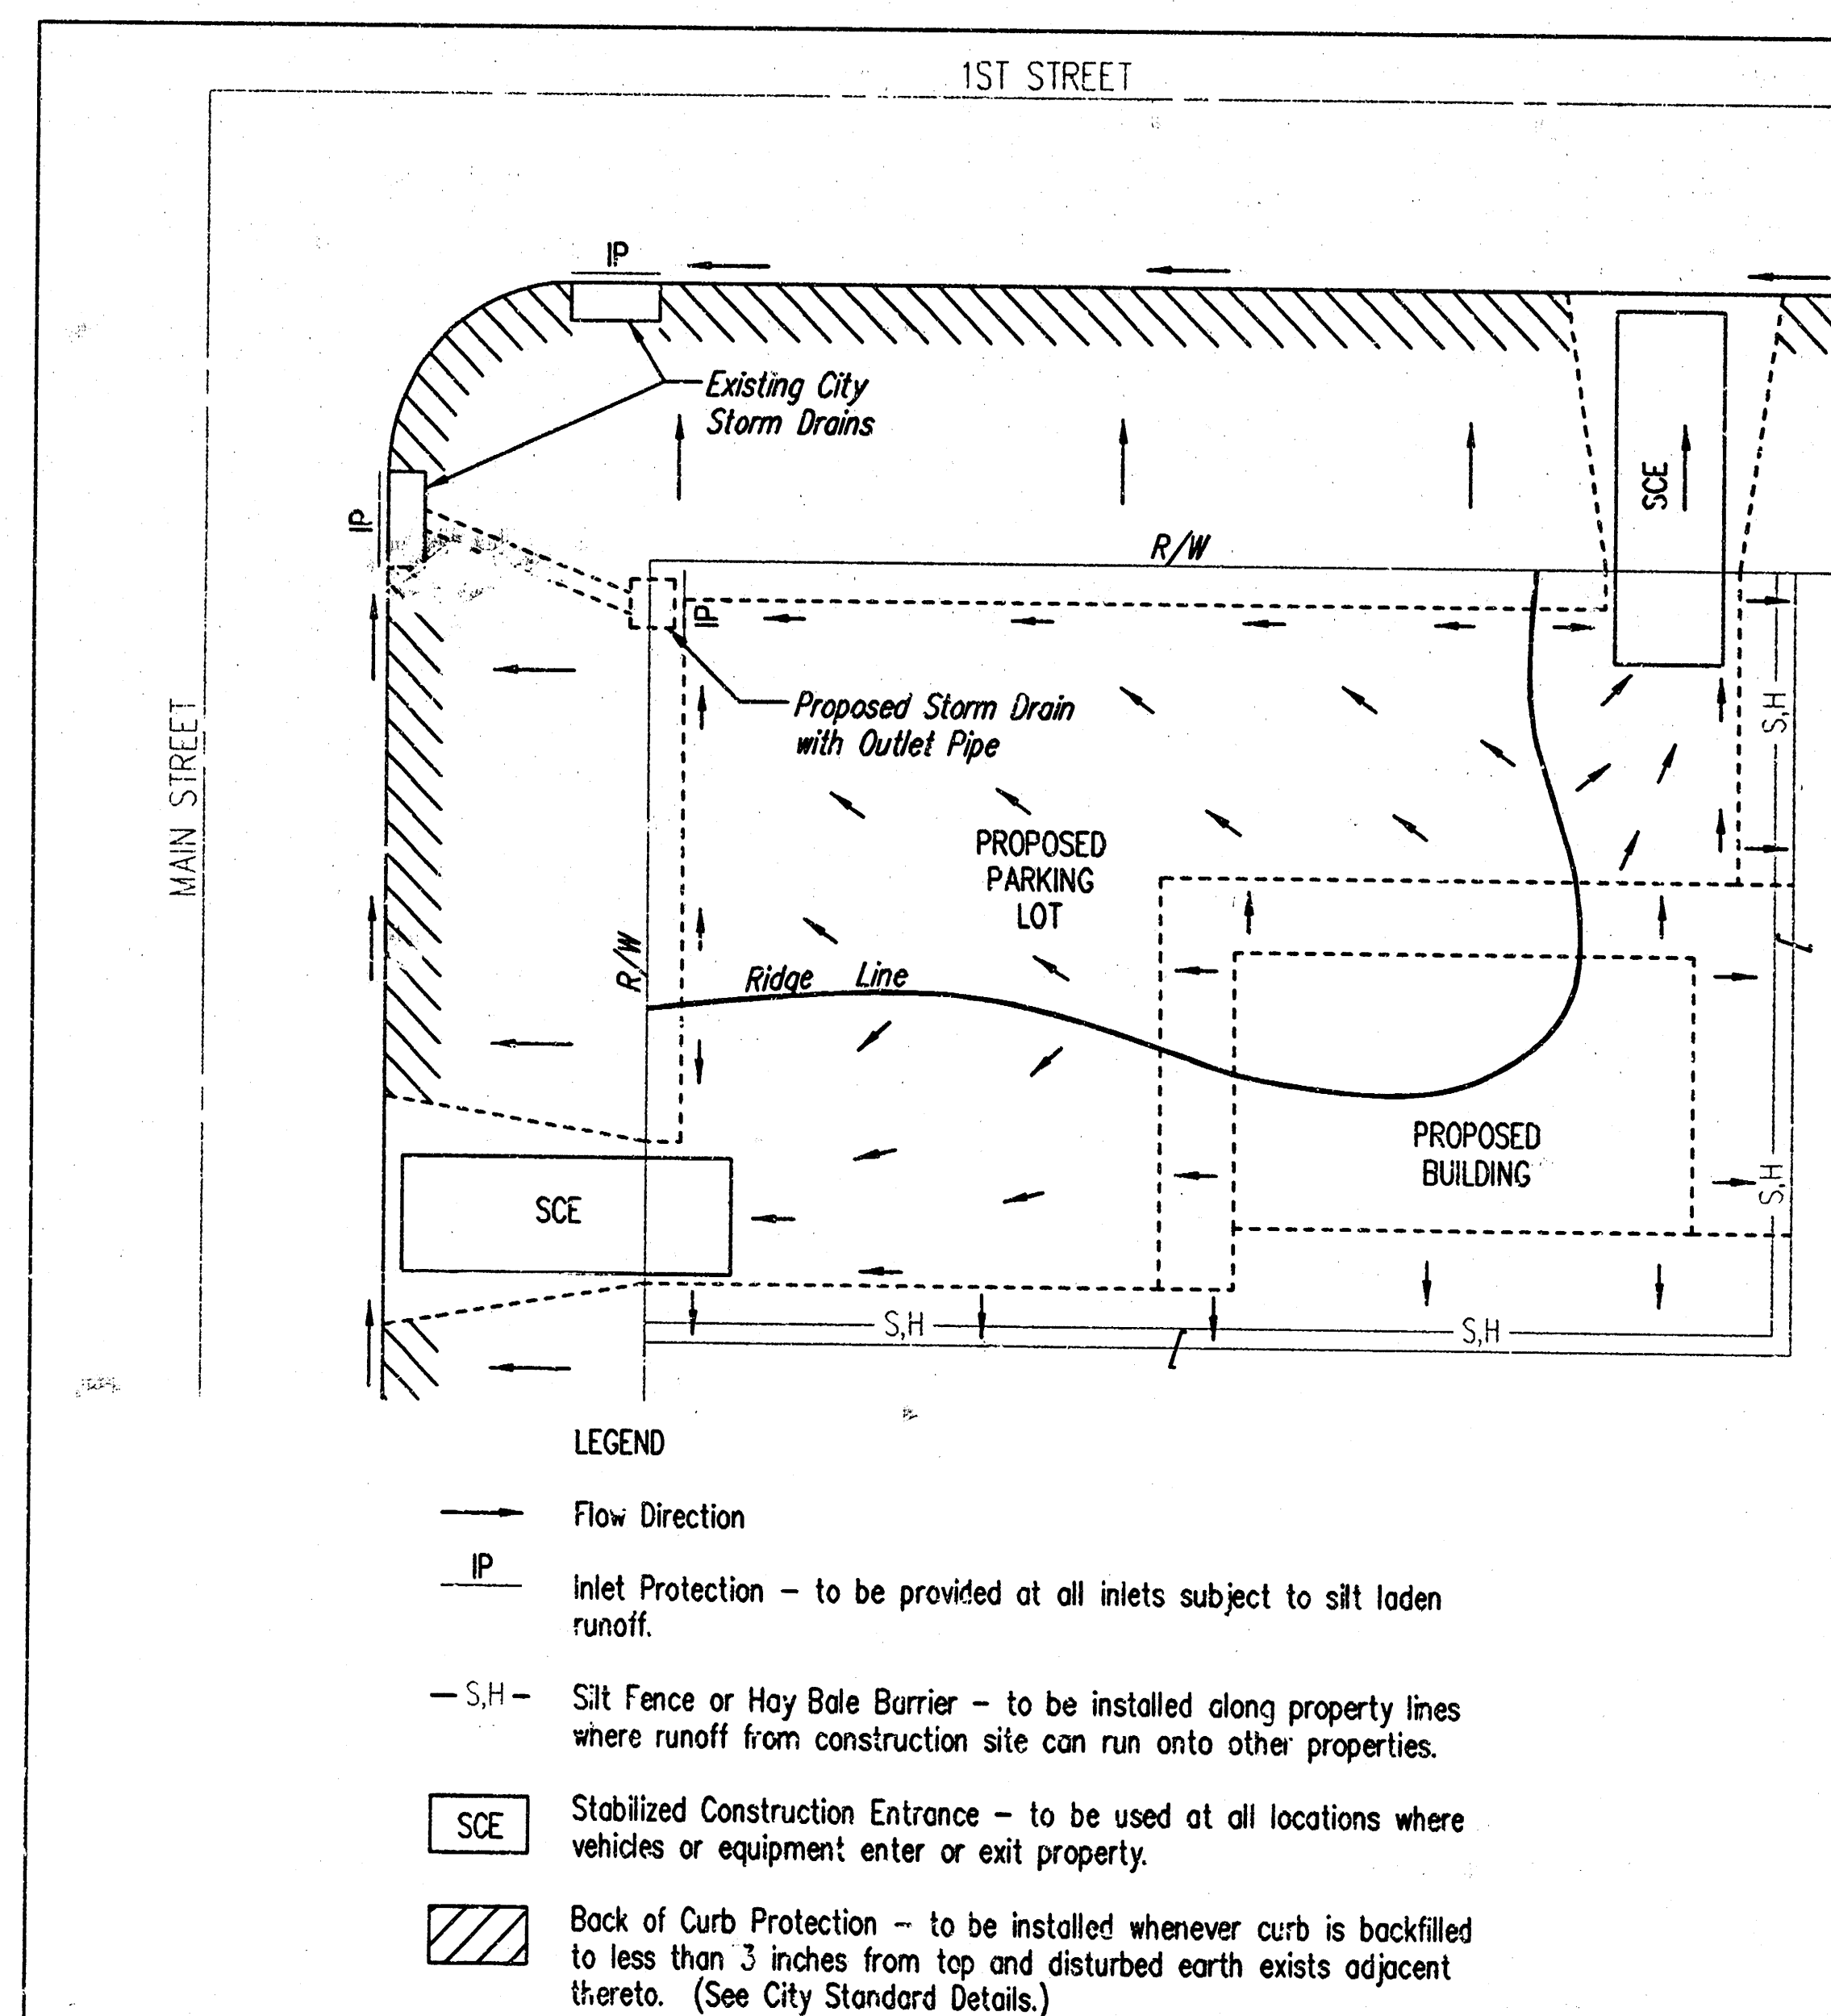 1ST STREET
IP
Existing City
Storm Drains
IP
SCE
R/W
IP
S,H
Proposed Storm Drain
with Outlet Pipe
MAIN STREET
PROPOSED
PARKING
LOT
R/W
Ridge Line
PROPOSED
BUILDING
S,H
SCE
S,H
S,H
LEGEND
Flow Direction
IP
Inlet Protection – to be provided at all inlets subject to silt laden
runoff.
S,H
Silt Fence or Hay Bale Barrier – to be installed along property lines
where runoff from construction site can run onto other properties.
SCE
Stabilized Construction Entrance – to be used at all locations where
vehicles or equipment enter or exit property.
Back of Curb Protection – to be installed whenever curb is backfilled
to less than 3 inches from top and disturbed earth exists adjacent
thereto. (See City Standard Details.)